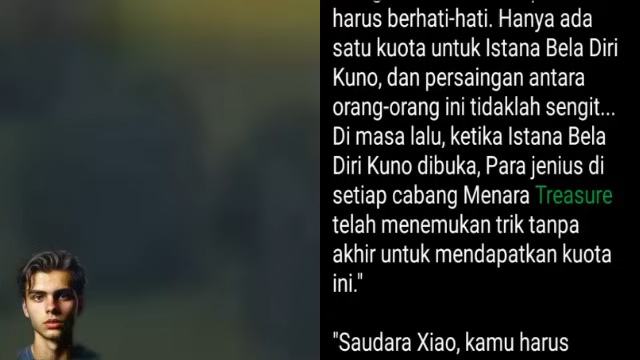 harus berhati-hati. Hanya ada
satu kuota untuk Istana Bela Diri
Kuno, dan persaingan antara
orang-orang ini tidaklah sengit...
Di masa lalu, ketika Istana Bela
Diri Kuno dibuka, Para jenius di
setiap cabang Menara Treasure
telah menemukan trik tanpa
akhir untuk mendapatkan kuota
ini."
"Saudara Xiao, kamu harus